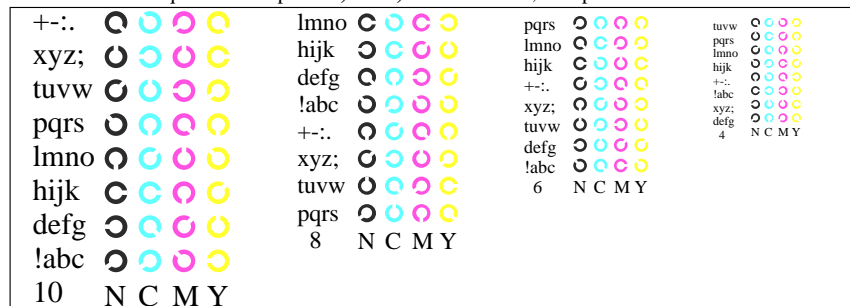 +-:.
xyz;
tuvw
pqrs
lmno
hijk
defg
!abc
10 N C M Y
lmno
hijk
defg
!abc
+-:.
xyz;
tuvw
pqrs
8 N C M Y
pqrs
lmno
hijk
+-:.
xyz;
tuvw
defg
!abc
6 N C M Y
tuvw
pqrs
lmno
hijk
+-:.
!abc
xyz;
defg
4 N C M Y